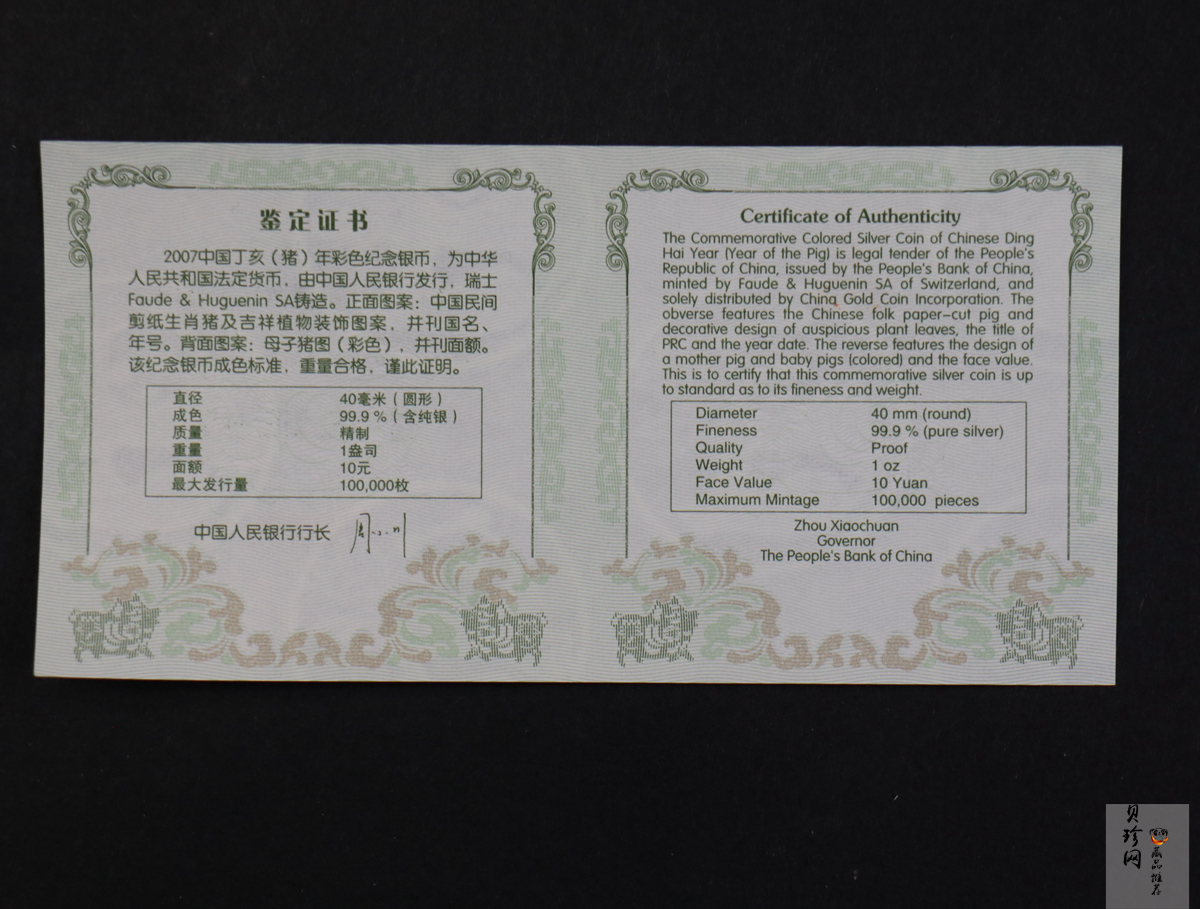 鉴定证书
2007中国丁亥（猪）年彩色纪念银币，为中华
人民共和国法定货币，由中国人民银行发行，瑞士
Faude & Huguenin SA铸造。正面图案：中国民间
剪纸生肖猪及吉祥植物装饰图案，并刊国名、
年号。背面图案：母子猪图（彩色），并刊面额。
该纪念银币成色标准，重量合格，谨此证明。
直径 40毫米（圆形）
成色 99.9 %（含纯银）
质量 精制
重量 1盎司
面额 10元
最大发行量 100,000枚
中国人民银行行长
Certificate of Authenticity
The Commemorative Colored Silver Coin of Chinese Ding
Hai Year (Year of the Pig) is legal tender of the People's
Republic of China, issued by the People's Bank of China,
minted by Faude & Huguenin SA of Switzerland, and
solely distributed by China Gold Coin Incorporation. The
obverse features the Chinese folk paper-cut pig and
decorative design of auspicious plant leaves, the title of
PRC and the year date. The reverse features the design of
a mother pig and baby pigs (colored) and the face value.
This is to certify that this commemorative silver coin is up
to standard as to its fineness and weight.
Diameter 40 mm (round)
Fineness 99.9 % (pure silver)
Quality Proof
Weight 1 oz
Face Value 10 Yuan
Maximum Mintage 100,000 pieces
Zhou Xiaochuan
Governor
The People's Bank of China
贝珍网
藏品推荐